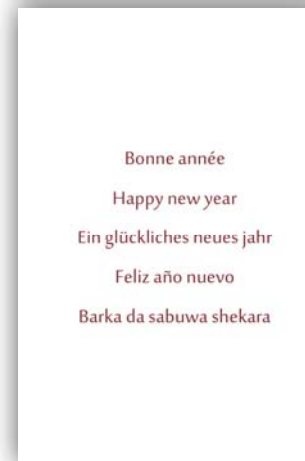 Bonne année
Happy new year
Ein glückliches neues jahr
Feliz año nuevo
Barka da sabuwa shekara